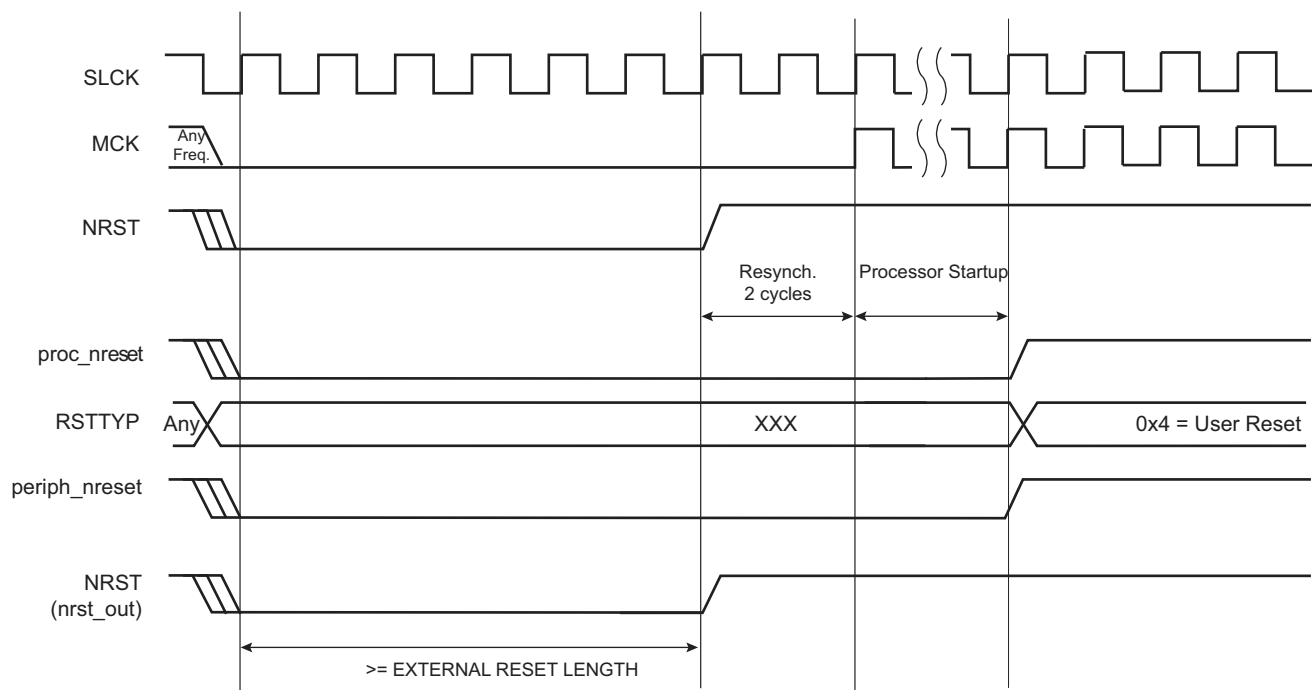 SLCK
MCK
Any
Freq.
NRST
Resynch.
2 cycles
Processor Startup
proc_nreset
RSTTYP
Any
XXX
0x4 = User Reset
periph_nreset
NRST
(nrst_out)
>= EXTERNAL RESET LENGTH